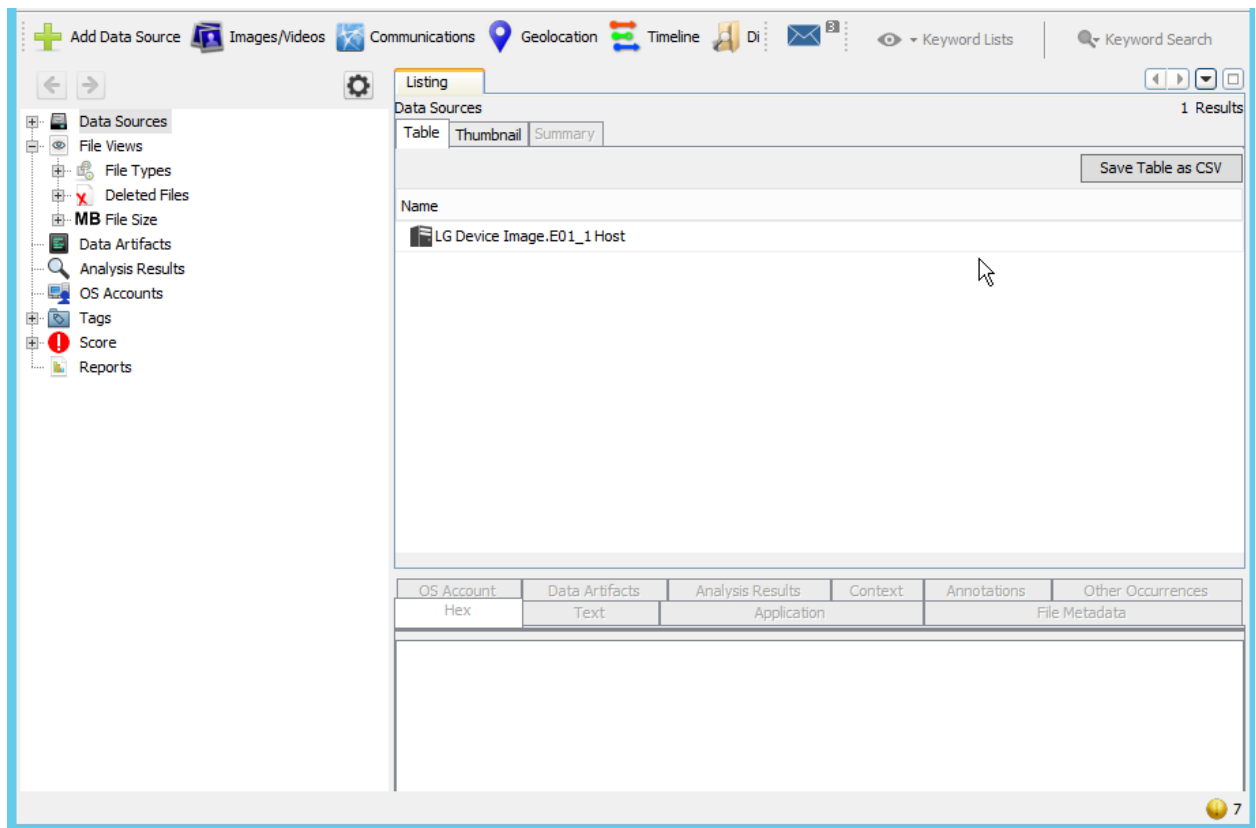 Add Data Source Images/Videos Communications Geolocation Timeline Di 3 Keyword Lists Keyword Search
Listing
Data Sources
1 Results
Table Thumbnail Summary
Save Table as CSV
Name
LG Device Image.E01_1 Host
Data Sources
File Views
File Types
Deleted Files
MB File Size
Data Artifacts
Analysis Results
OS Accounts
Tags
Score
Reports
OS Account Data Artifacts Analysis Results Context Annotations Other Occurrences
Hex Text Application File Metadata
7